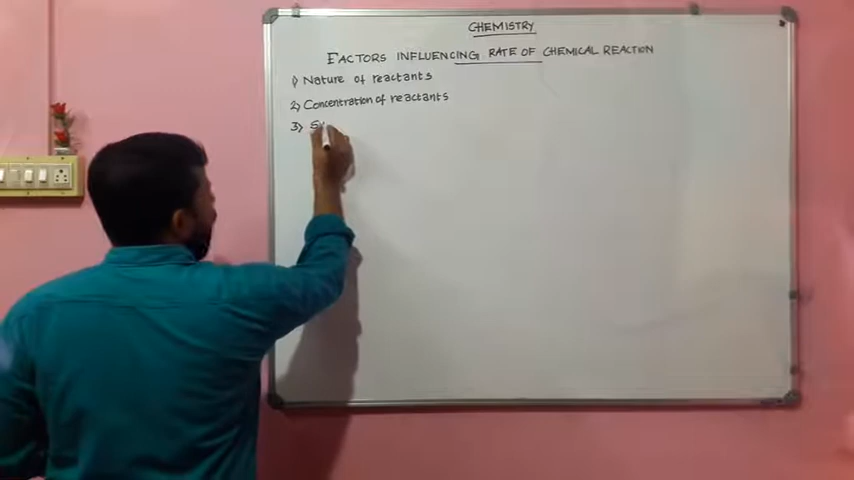 CHEMISTRY
FACTORS INFLUENCING RATE OF CHEMICAL REACTION
1) Nature of reactants
2) Concentration of reactants
3)